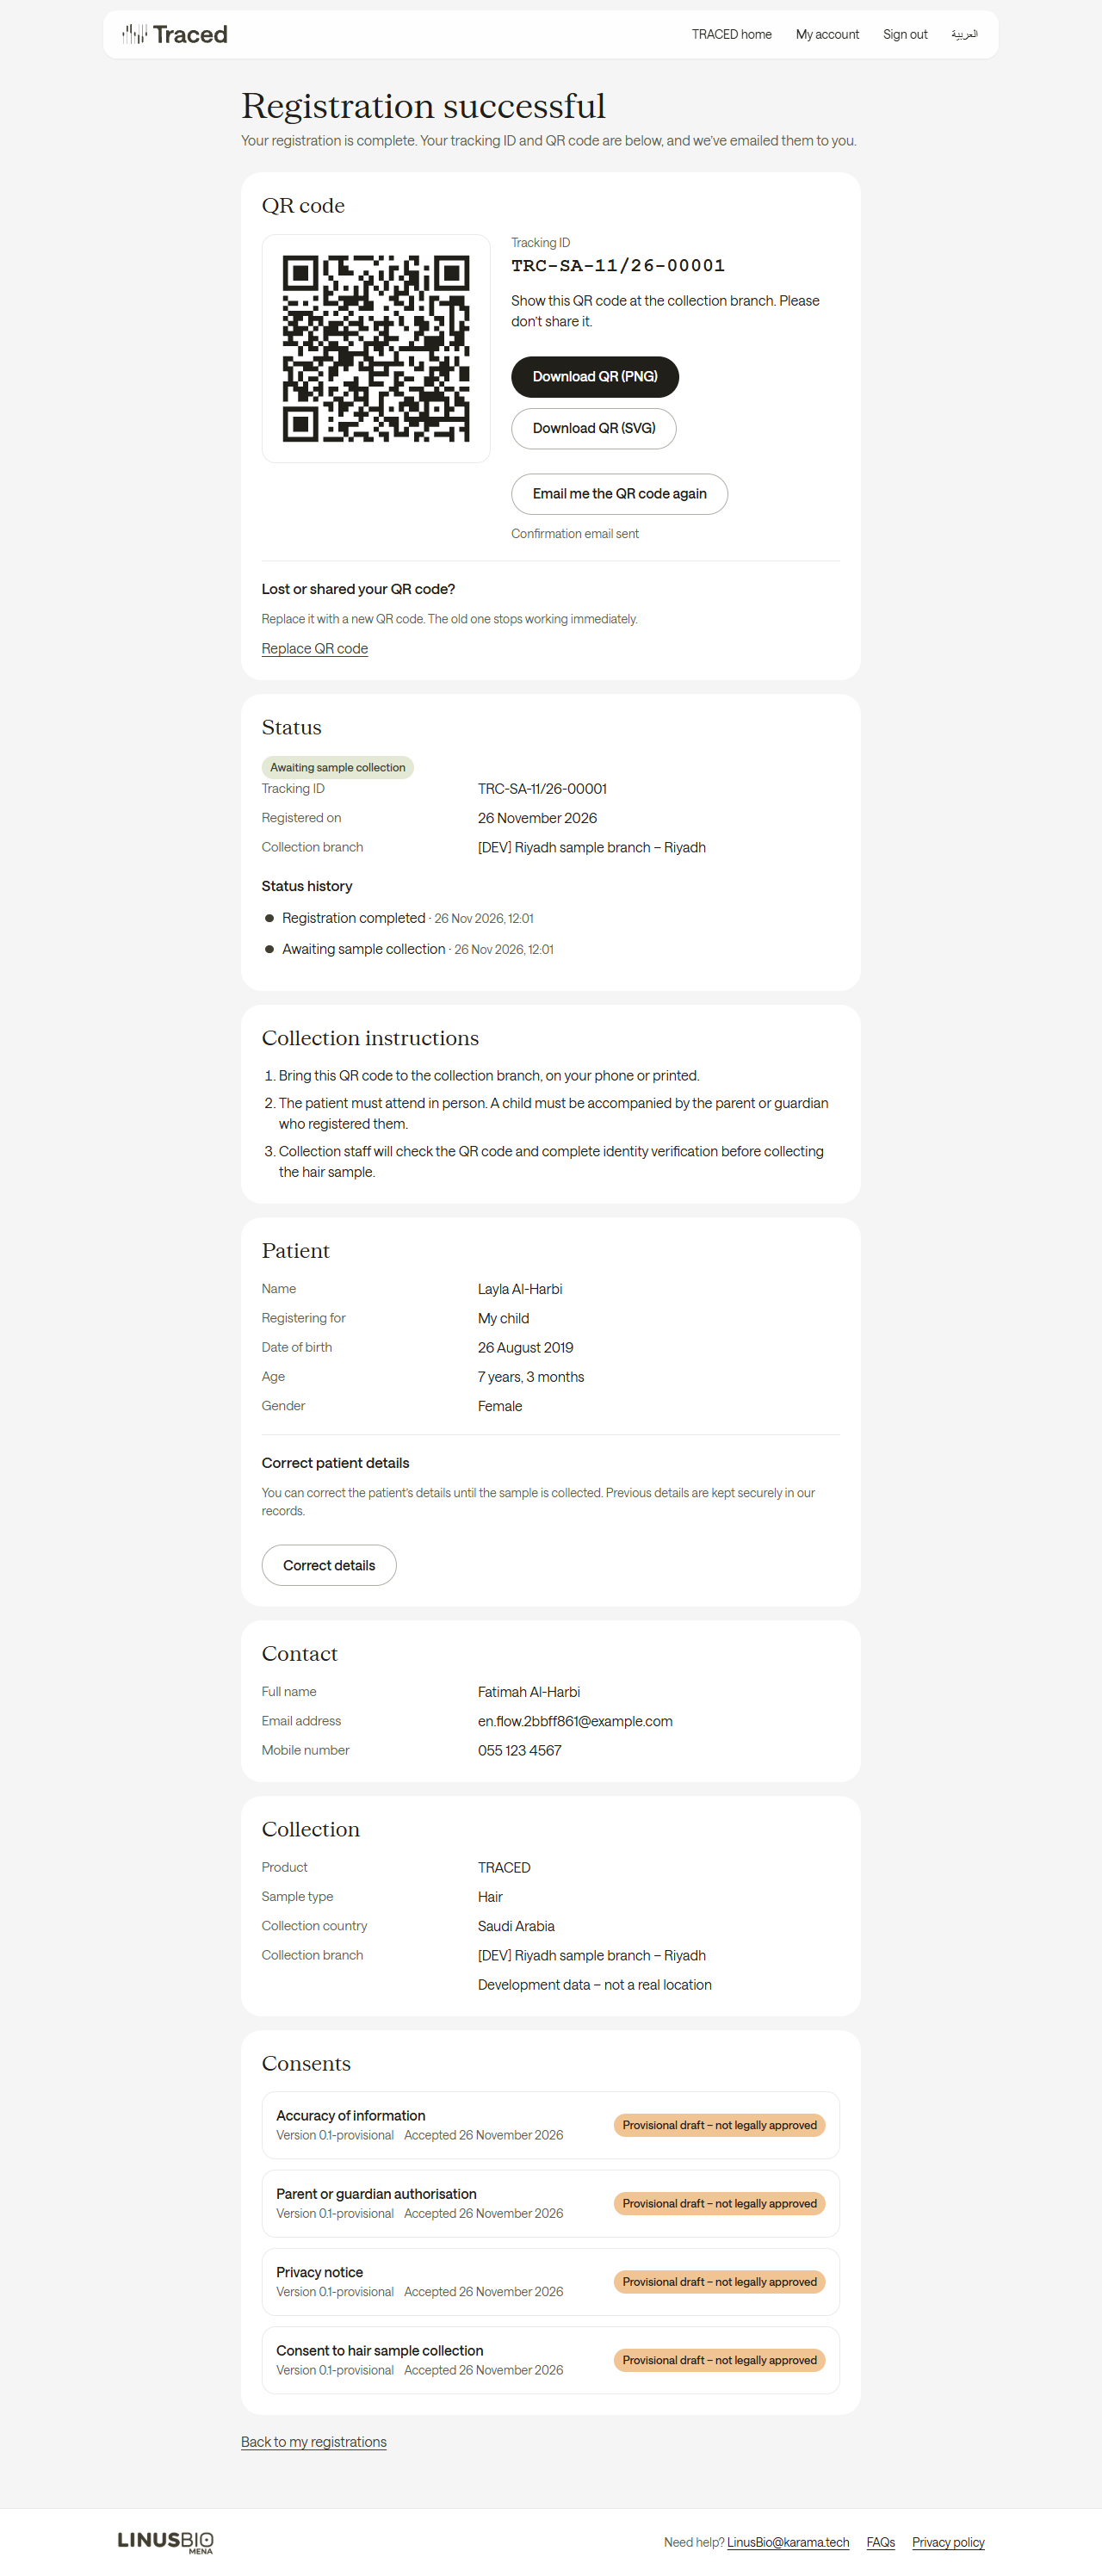 Traced
TRACED home
My account
Sign out
العربية
Registration successful
Your registration is complete. Your tracking ID and QR code are below, and we've emailed them to you.
QR code
Tracking ID
TRC-SA-11/26-00001
Show this QR code at the collection branch. Please
don't share it.
Download QR (PNG)
Download QR (SVG)
Email me the QR code again
Confirmation email sent
Lost or shared your QR code?
Replace it with a new QR code. The old one stops working immediately.
Replace QR code
Status
Awaiting sample collection
Tracking ID TRC-SA-11/26-00001
Registered on 26 November 2026
Collection branch [DEV] Riyadh sample branch – Riyadh
Status history
Registration completed · 26 Nov 2026, 12:01
Awaiting sample collection · 26 Nov 2026, 12:01
Collection instructions
1. Bring this QR code to the collection branch, on your phone or printed.
2. The patient must attend in person. A child must be accompanied by the parent or guardian
who registered them.
3. Collection staff will check the QR code and complete identity verification before collecting
the hair sample.
Patient
Name Layla Al-Harbi
Registering for My child
Date of birth 26 August 2019
Age 7 years, 3 months
Gender Female
Correct patient details
You can correct the patient's details until the sample is collected. Previous details are kept securely in our
records.
Correct details
Contact
Full name Fatimah Al-Harbi
Email address en.flow.2bbff861@example.com
Mobile number 055 123 4567
Collection
Product TRACED
Sample type Hair
Collection country Saudi Arabia
Collection branch [DEV] Riyadh sample branch – Riyadh
Development data – not a real location
Consents
Accuracy of information
Version 0.1-provisional Accepted 26 November 2026
Provisional draft – not legally approved
Parent or guardian authorisation
Version 0.1-provisional Accepted 26 November 2026
Provisional draft – not legally approved
Privacy notice
Version 0.1-provisional Accepted 26 November 2026
Provisional draft – not legally approved
Consent to hair sample collection
Version 0.1-provisional Accepted 26 November 2026
Provisional draft – not legally approved
Back to my registrations
LINUSBIO
MENA
Need help? LinusBio@karama.tech
FAQs
Privacy policy